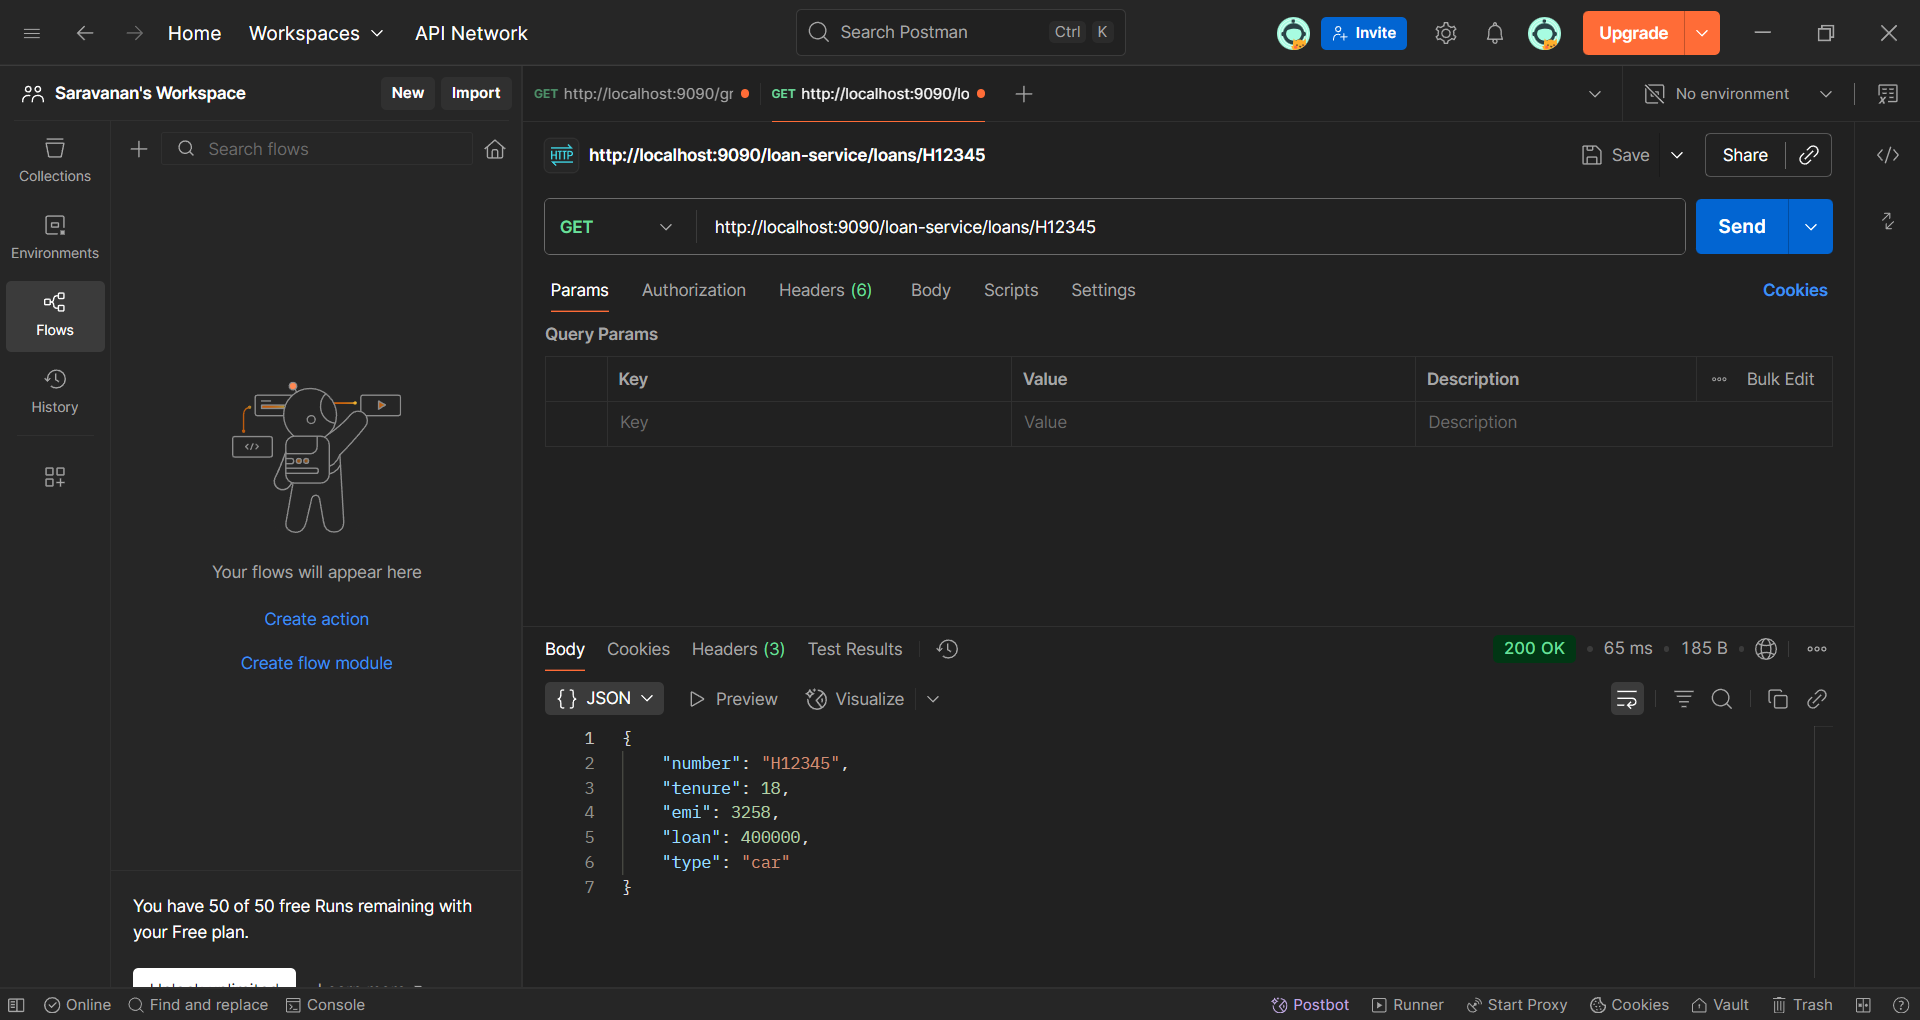 Home Workspaces API Network Search Postman Ctrl K Invite Upgrade
Saravanan's Workspace New Import
GET http://localhost:9090/gr GET http://localhost:9090/lo No environment
Collections
Environments
Flows
History
Search flows
Your flows will appear here
Create action
Create flow module
You have 50 of 50 free Runs remaining with
your Free plan.
HTTP http://localhost:9090/loan-service/loans/H12345 Save Share
GET http://localhost:9090/loan-service/loans/H12345 Send
Params Authorization Headers (6) Body Scripts Settings Cookies
Query Params
Key Value Description Bulk Edit
Key Value Description
Body Cookies Headers (3) Test Results 200 OK 65 ms 185 B
{} JSON Preview Visualize
1 {
2 "number": "H12345",
3 "tenure": 18,
4 "emi": 3258,
5 "loan": 400000,
6 "type": "car"
7 }
Online Find and replace Console Postbot Runner Start Proxy Cookies Vault Trash